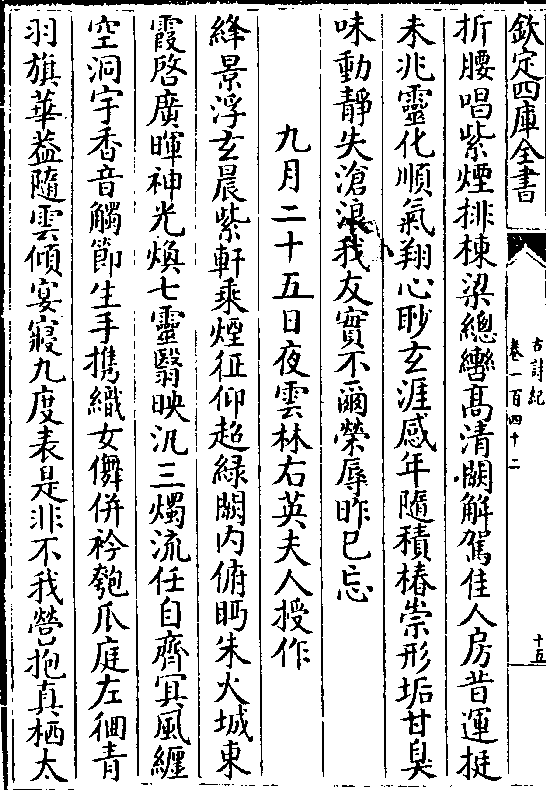 欽定四庫全書
古詩紀
卷一百四十二
十五
折腰唱紫煙排棟梁總轡高清闕解駕佳人房昔運挺
未兆靈化順氣翔心眇玄涯感年隨積椿崇形垢甘臭
味動靜失滄浪我友實不爾榮辱昨已忘
九月二十五日夜雲林右英夫人授作
絳景浮玄晨紫軒乘煙征仰超綠闕内俯眄朱火城東
霞啓廣暉神光煥七靈翳映汎三燭流任自齊冥風纒
空洞宇香音觸節生手攜織女儛併衿匏爪庭左徊青
羽旗華葢隨雲傾宴寢九度表是非不我營抱真栖太